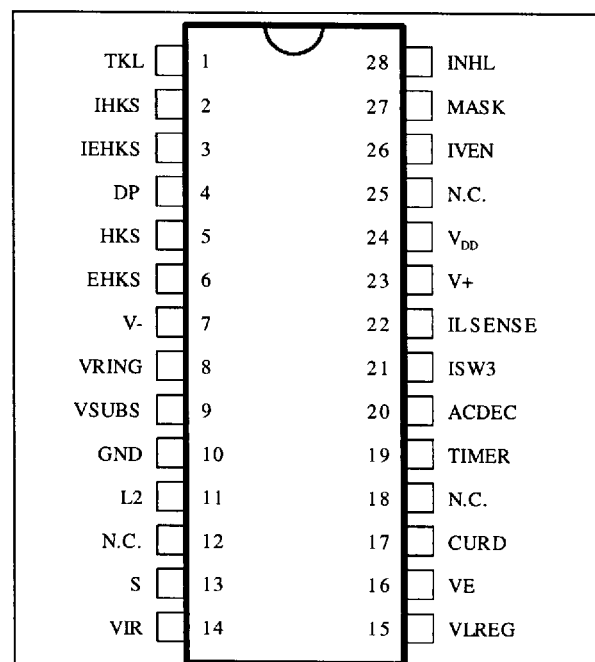 TKL 1 28 INHL
IHKS 2 27 MASK
IEHKS 3 26 IVEN
DP 4 25 N.C.
HKS 5 24 VDD
EHKS 6 23 V+
V- 7 22 ILSENSE
VRING 8 21 ISW3
VSUBS 9 20 ACDEC
GND 10 19 TIMER
L2 11 18 N.C.
N.C. 12 17 CURD
S 13 16 VE
VIR 14 15 VLREG